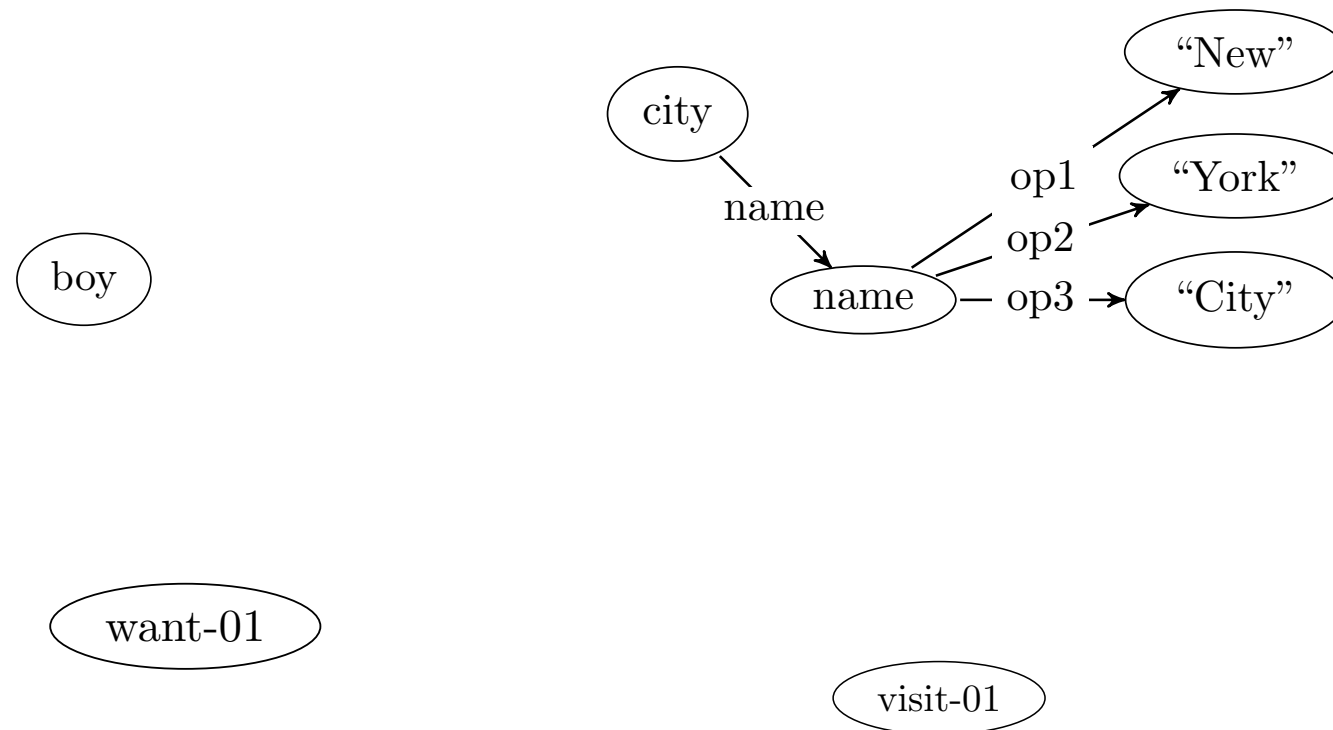 “New”
city
“York”
op1
name
op2
boy
name
op3
“City”
want-01
visit-01